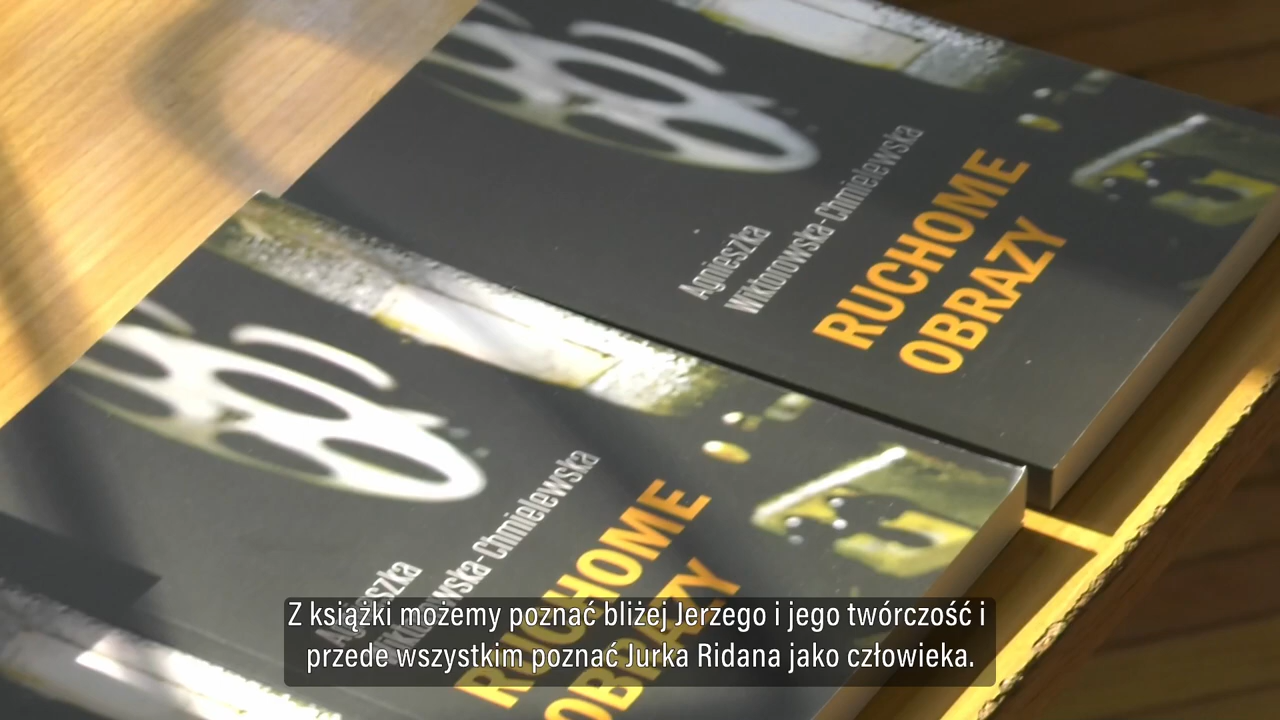 Agnieszka
Wiktorowska-Chmielewska
RUCHOME
OBRAZY
Agnieszka
Wiktorowska-Chmielewska
RUCHOME
OBRAZY
Z książki możemy poznać bliżej Jerzego i jego twórczość i
przede wszystkim poznać Jurka Ridana jako człowieka.